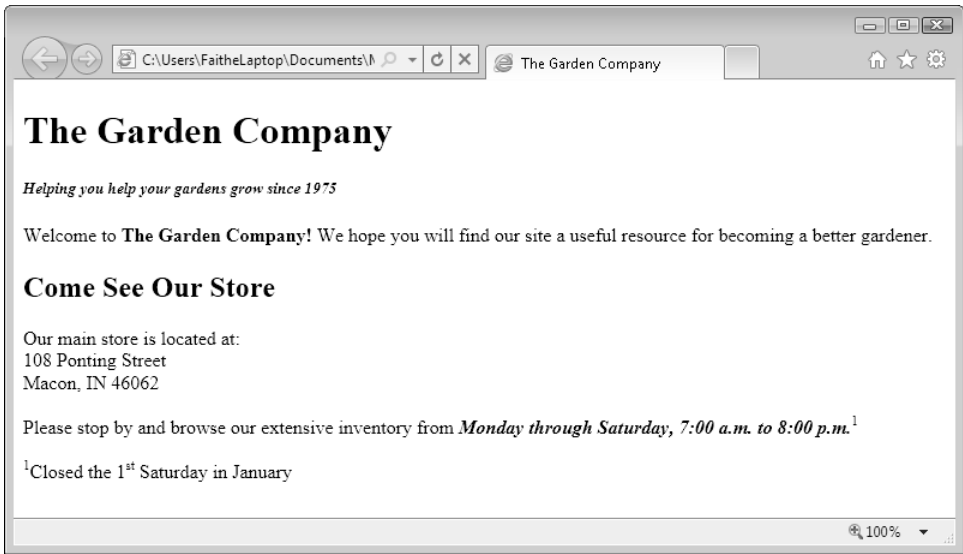 C:\Users\FaitheLaptop\Documents\
The Garden Company
The Garden Company
Helping you help your gardens grow since 1975
Welcome to The Garden Company! We hope you will find our site a useful resource for becoming a better gardener.
Come See Our Store
Our main store is located at:
108 Ponting Street
Macon, IN 46062
Please stop by and browse our extensive inventory from Monday through Saturday, 7:00 a.m. to 8:00 p.m.¹
¹Closed the 1ˢᵗ Saturday in January
100%